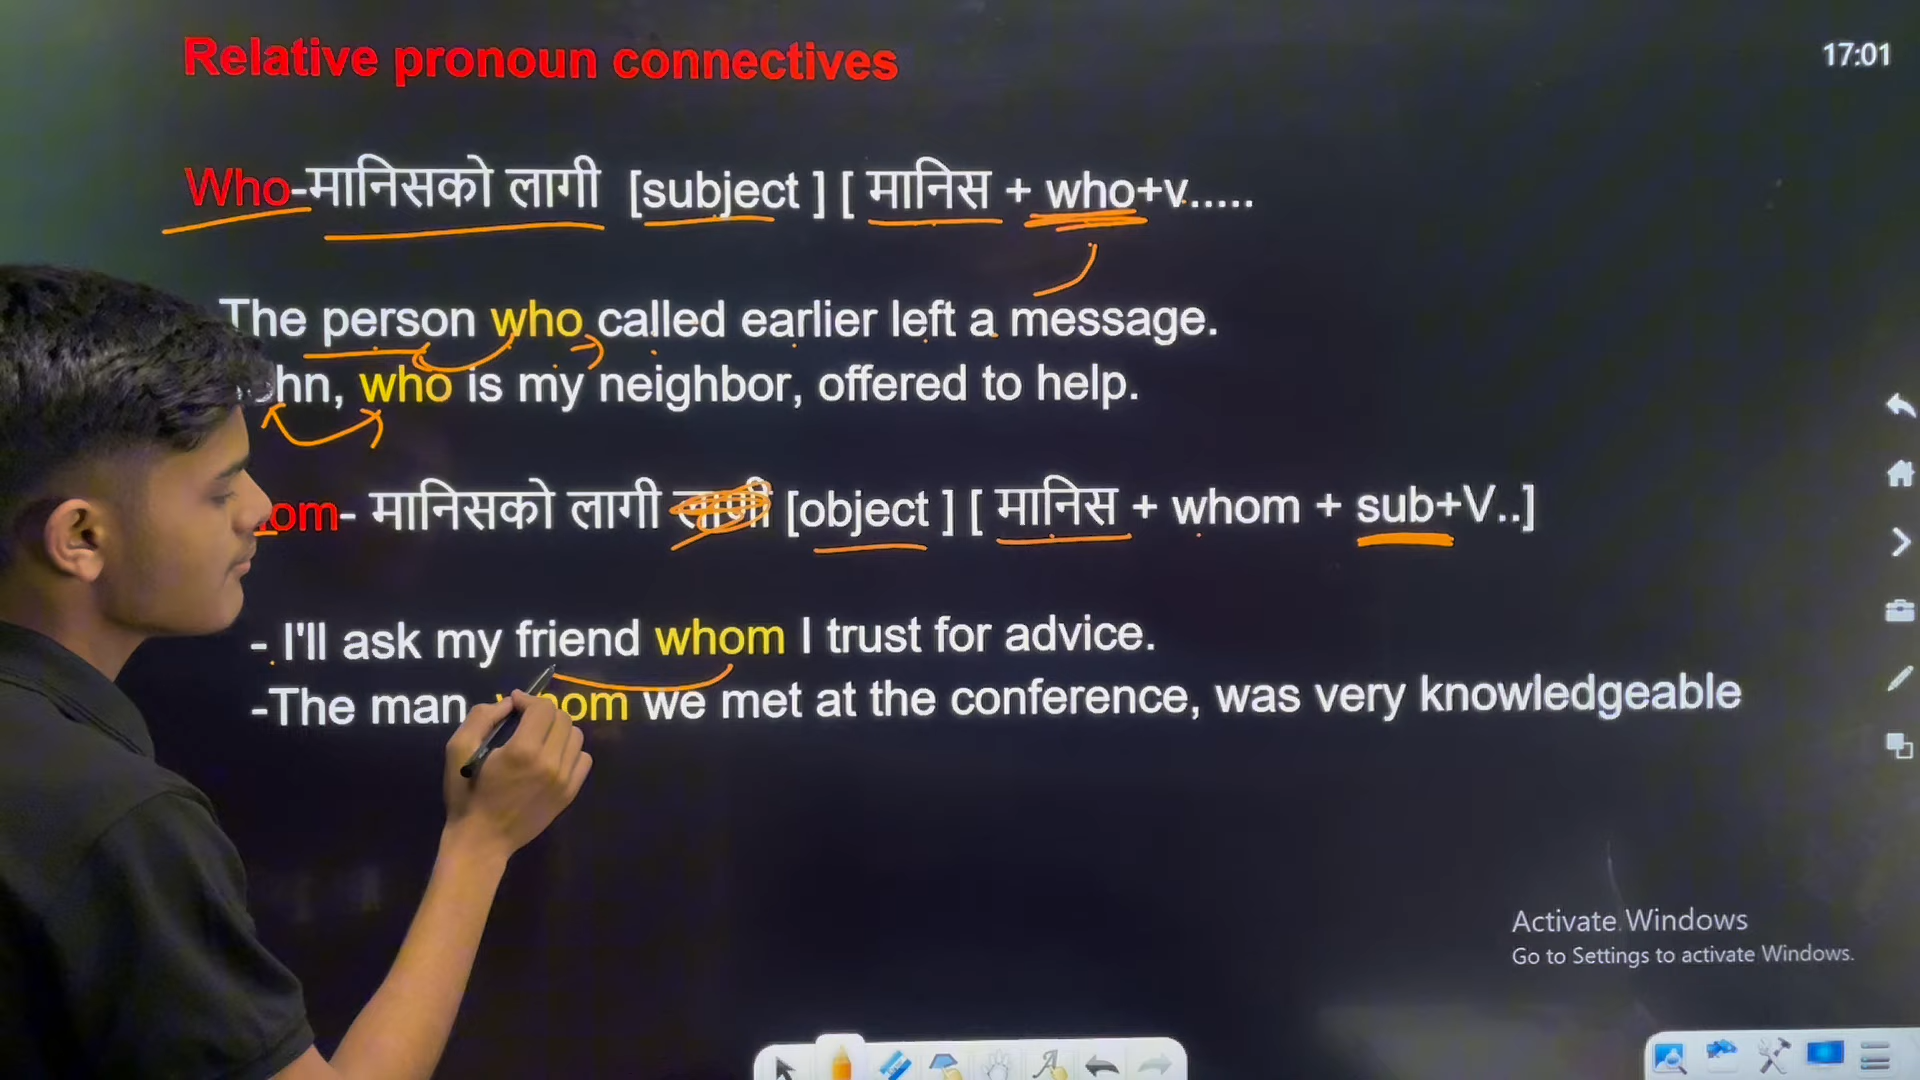 Relative pronoun connectives
17:01
Who-मानिसको लागी [subject ] [ मानिस + who+v.....
The person who called earlier left a message.
hn, who is my neighbor, offered to help.
om- मानिसको लागी लागी [object ] [ मानिस + whom + sub+V..]
- I'll ask my friend whom I trust for advice.
-The man whom we met at the conference, was very knowledgeable
Activate Windows
Go to Settings to activate Windows.